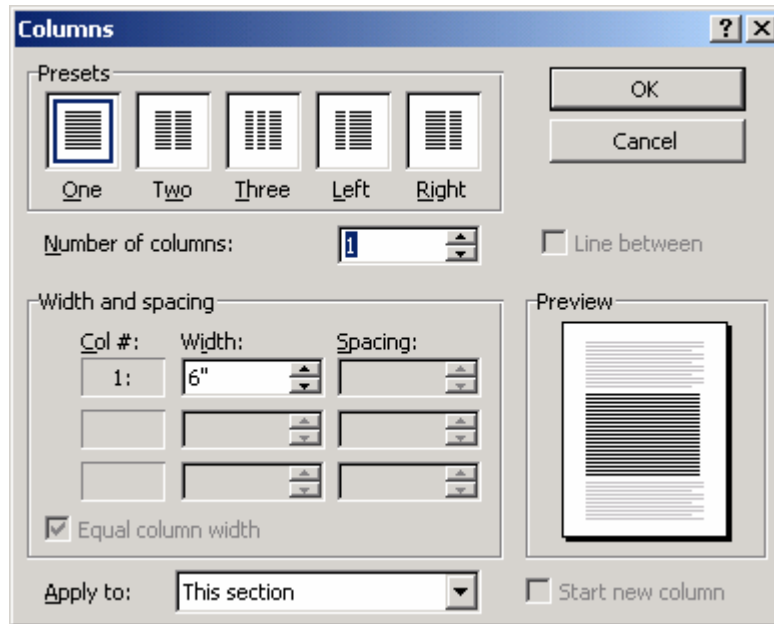 Columns
Presets
OK
Cancel
One Two Three Left Right
Number of columns: 1
Line between
Width and spacing
Preview
Col #: Width: Spacing:
1: 6"
Equal column width
Apply to: This section
Start new column